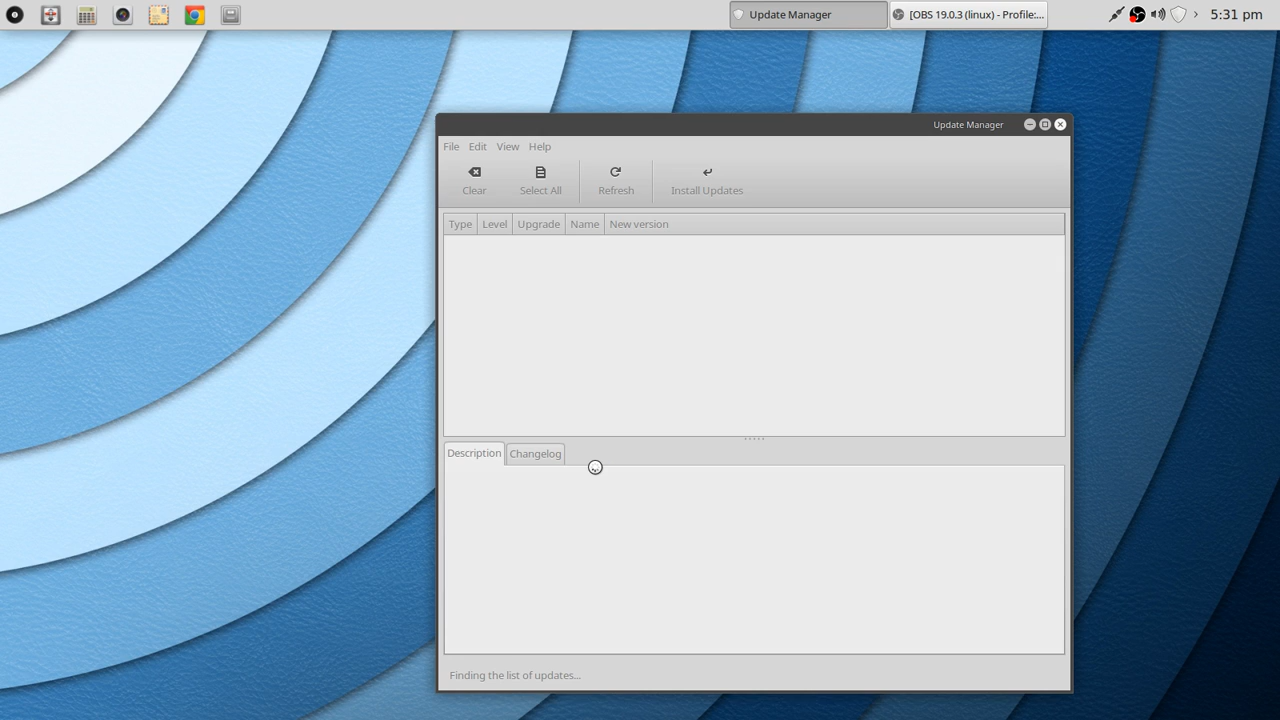 Update Manager
[OBS 19.0.3 (linux) - Profile:...
5:31 pm
Update Manager
File Edit View Help
Clear Select All Refresh Install Updates
Type Level Upgrade Name New version
Description Changelog
Finding the list of updates...